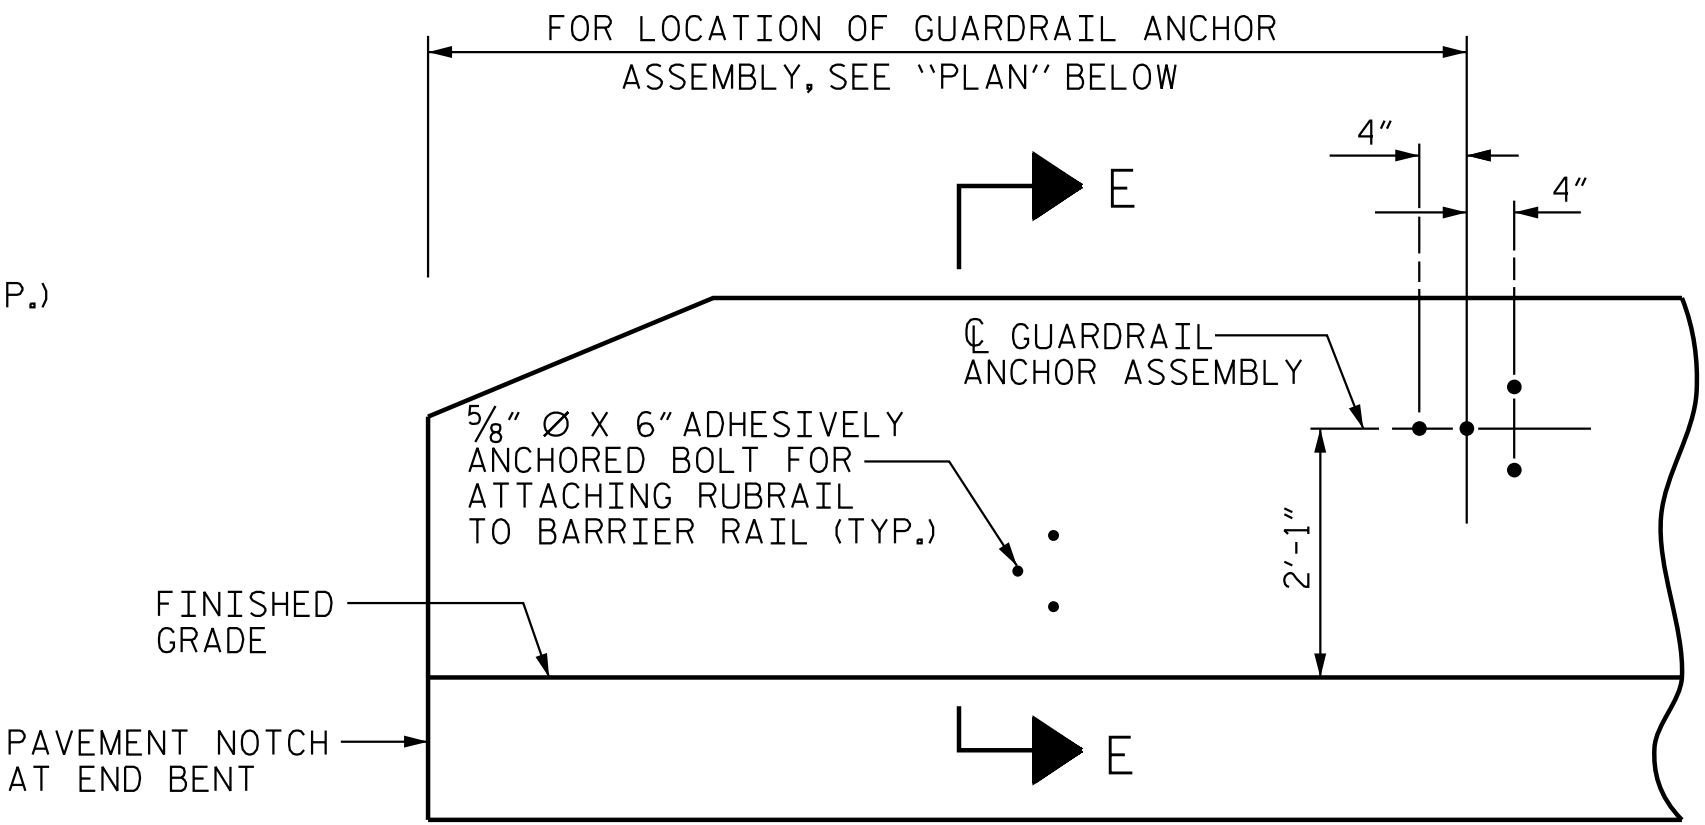 FOR LOCATION OF GUARDRAIL ANCHOR
ASSEMBLY, SEE ‶PLAN″ BELOW
4″
4″
E
P.)
℄ GUARDRAIL
ANCHOR ASSEMBLY
5/8″ Ø X 6″ ADHESIVELY
ANCHORED BOLT FOR
ATTACHING RUBRAIL
TO BARRIER RAIL (TYP.)
2′-1″
FINISHED
GRADE
PAVEMENT NOTCH
AT END BENT
E